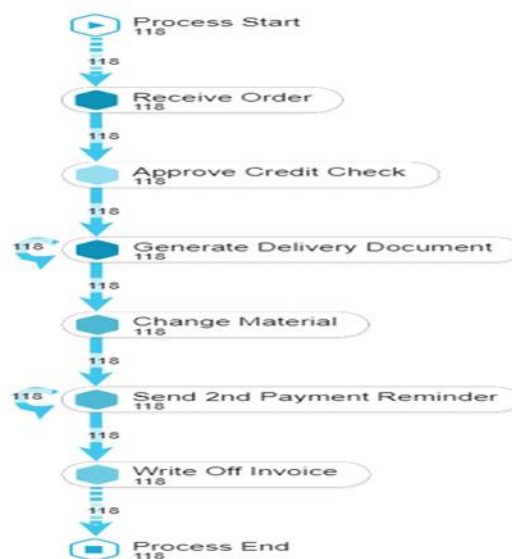 Process Start
118
118
Receive Order
118
118
Approve Credit Check
118
118
118
Generate Delivery Document
118
118
Change Material
118
118
118
Send 2nd Payment Reminder
118
118
Write Off Invoice
118
118
Process End
118